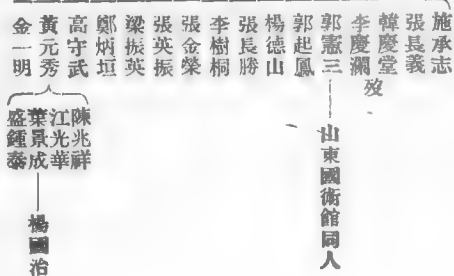 施承志
張長義
韓慶堂
李慶瀾
歿
郭憲三
山東國術館同人
郭起鳳
楊德山
張長勝
李樹桐
張金榮
張英振
梁振英
鄭炳垣
高守武
黃元秀
陳兆祥
江光華
葉景成
楊國治
盛鍾泰
金一明